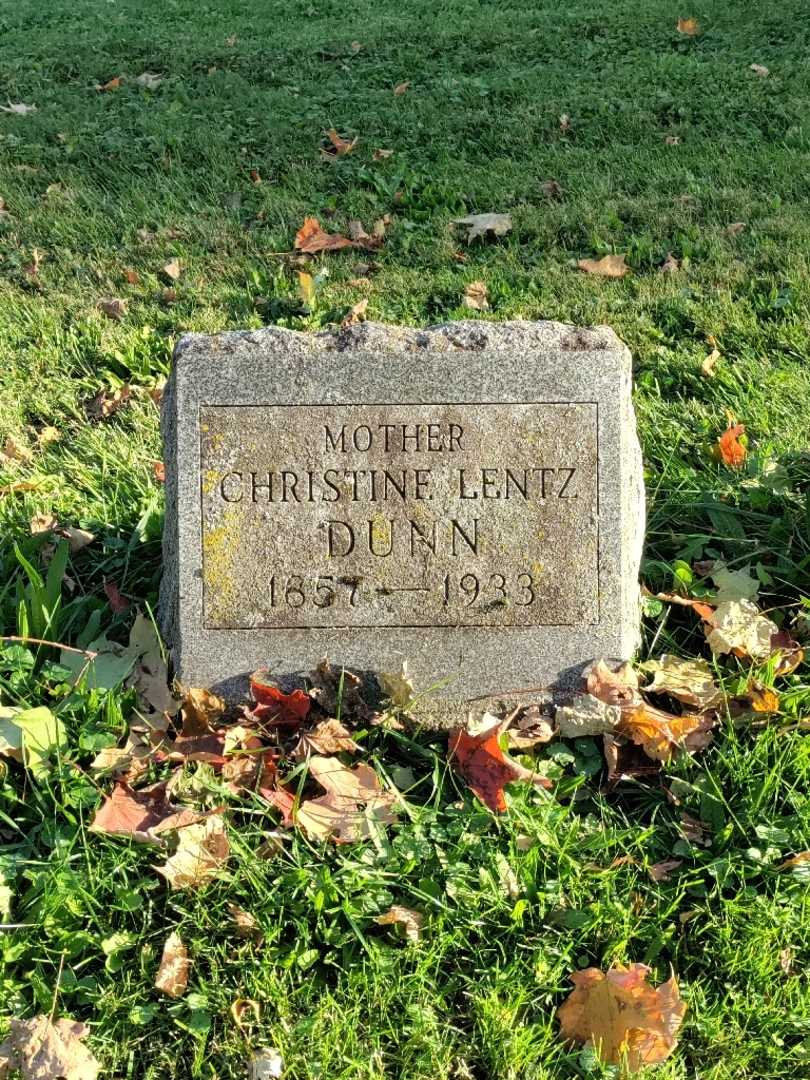 MOTHER
CHRISTINE LENTZ
DUNN
1857 — 1933